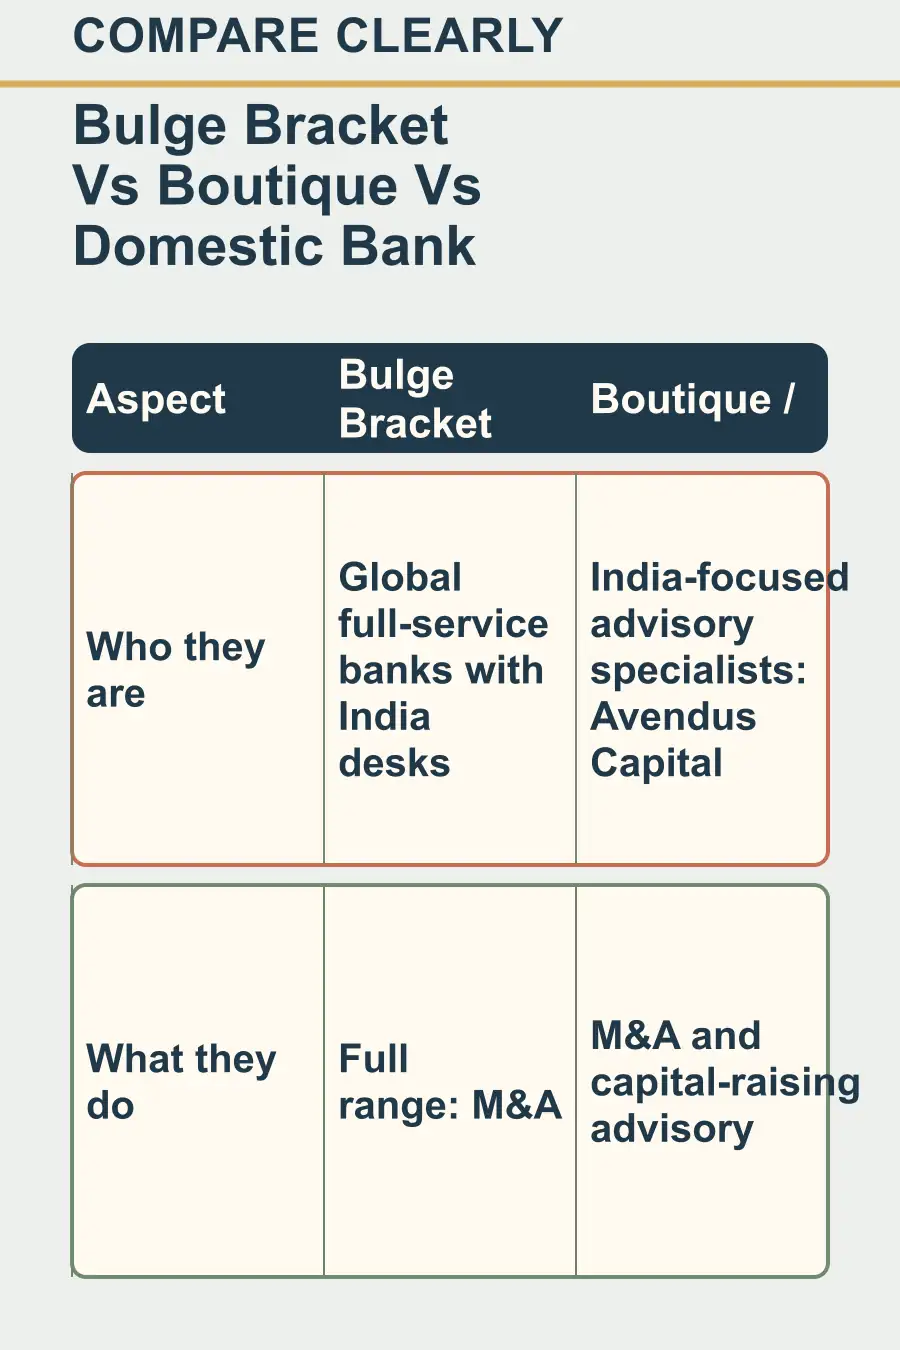 COMPARE CLEARLY
Bulge Bracket
Vs Boutique Vs
Domestic Bank
Aspect
Bulge
Bracket
Boutique /
Who they
are
Global
full-service
banks with
India
desks
India-focused
advisory
specialists:
Avendus
Capital
What they
do
Full
range: M&A
M&A and
capital-raising
advisory